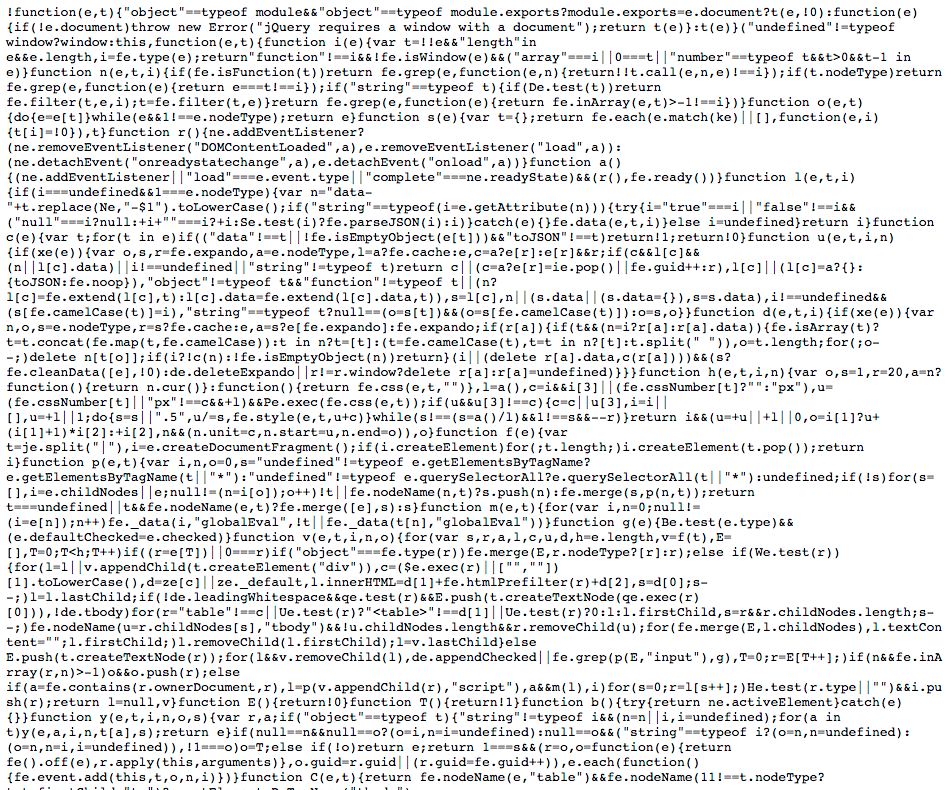 !function(e,t){"object"==typeof module&&"object"==typeof module.exports?module.exports=e.document?t(e,!0):function(e)
{if(!e.document)throw new Error("jQuery requires a window with a document");return t(e)}:t(e)}("undefined"!=typeof
window?window:this,function(e,t){function i(e){var t=!!e&&"length"in
e&&e.length,i=fe.type(e);return"function"!==i&&!fe.isWindow(e)&&("array"===i||0===t||"number"==typeof t&&t>0&&t-1 in
e)}function n(e,t,i){if(fe.isFunction(t))return fe.grep(e,function(e,n){return!!t.call(e,n,e)!==i});if(t.nodeType)return
fe.grep(e,function(e){return e===t!==i});if("string"==typeof t){if(De.test(t))return
fe.filter(t,e,i);t=fe.filter(t,e)}return fe.grep(e,function(e){return fe.inArray(e,t)>-1!==i})}function o(e,t)
{do{e=e[t]}while(e&&1!==e.nodeType);return e}function s(e){var t={};return fe.each(e.match(ke)||[],function(e,i)
{t[i]=!0}),t}function r(){ne.addEventListener?
(ne.removeEventListener("DOMContentLoaded",a),e.removeEventListener("load",a)):
(ne.detachEvent("onreadystatechange",a),e.detachEvent("onload",a))}function a()
{(ne.addEventListener||"load"===e.event.type||"complete"===ne.readyState)&&(r(),fe.ready())}function l(e,t,i)
{if(i===undefined&&1===e.nodeType){var n="data-
"+t.replace(Ne,"-$1").toLowerCase();if("string"==typeof(i=e.getAttribute(n))){try{i="true"===i||"false"!==i&&
("null"===i?null:+i+""===i?+i:Se.test(i)?fe.parseJSON(i):i)}catch(e){}fe.data(e,t,i)}else i=undefined}return i}function
c(e){var t;for(t in e)if(("data"!==t||!fe.isEmptyObject(e[t]))&&"toJSON"!==t)return!1;return!0}function u(e,t,i,n)
{if(xe(e)){var o,s,r=fe.expando,a=e.nodeType,l=a?fe.cache:e,c=a?e[r]:e[r]&&r;if(c&&l[c]&&
(n||l[c].data)||i!==undefined||"string"!=typeof t)return c||(c=a?e[r]=ie.pop()||fe.guid++:r),l[c]||(l[c]=a?{}:
{toJSON:fe.noop}),"object"!=typeof t&&"function"!=typeof t||(n?
l[c]=fe.extend(l[c],t):l[c].data=fe.extend(l[c].data,t)),s=l[c],n||(s.data||(s.data={}),s=s.data),i!==undefined&&
(s[fe.camelCase(t)]=i),"string"==typeof t?null==(o=s[t])&&(o=s[fe.camelCase(t)]):o=s,o}}function d(e,t,i){if(xe(e)){var
n,o,s=e.nodeType,r=s?fe.cache:e,a=s?e[fe.expando]:fe.expando;if(r[a]){if(t&&(n=i?r[a]:r[a].data)){fe.isArray(t)?
t=t.concat(fe.map(t,fe.camelCase)):t in n?t=[t]:(t=fe.camelCase(t),t=t in n?[t]:t.split(" ")),o=t.length;for(;o-
-;)delete n[t[o]];if(i?!c(n):!fe.isEmptyObject(n))return}(i||(delete r[a].data,c(r[a])))&&(s?
fe.cleanData([e],!0):de.deleteExpando||r!=r.window?delete r[a]:r[a]=undefined)}}}function h(e,t,i,n){var o,s=1,r=20,a=n?
function(){return n.cur()}:function(){return fe.css(e,t,"")},l=a(),c=i&&i[3]||(fe.cssNumber[t]?"":"px"),u=
(fe.cssNumber[t]||"px"!==c&&+l)&&Pe.exec(fe.css(e,t));if(u&&u[3]!==c){c=c||u[3],i=i||
[],u=+l||1;do{s=s||".5",u/=s,fe.style(e,t,u+c)}while(s!==(s=a()/l)&&1!==s&&--r)}return i&&(u=+u||+l||0,o=i[1]?u+
(i[1]+1)*i[2]:+i[2],n&&(n.unit=c,n.start=u,n.end=o)),o}function f(e){var
t=je.split("|"),i=e.createDocumentFragment();if(i.createElement)for(;t.length;)i.createElement(t.pop());return
i}function p(e,t){var i,n,o=0,s="undefined"!=typeof e.getElementsByTagName?
e.getElementsByTagName(t||"*"):"undefined"!=typeof e.querySelectorAll?e.querySelectorAll(t||"*"):undefined;if(!s)for(s=
[],i=e.childNodes||e;null!=(n=i[o]);o++)!t||fe.nodeName(n,t)?s.push(n):fe.merge(s,p(n,t));return
t===undefined||t&&fe.nodeName(e,t)?fe.merge([e],s):s}function m(e,t){for(var i,n=0;null!=
(i=e[n]);n++)fe._data(i,"globalEval",!t||fe._data(t[n],"globalEval"))}function g(e){Be.test(e.type)&&
(e.defaultChecked=e.checked)}function v(e,t,i,n,o){for(var s,r,a,l,c,u,d,h=e.length,v=f(t),E=
[],T=0;T<h;T++)if((r=e[T])||0===r)if("object"===fe.type(r))fe.merge(E,r.nodeType?[r]:r);else if(We.test(r))
{for(l=l||v.appendChild(t.createElement("div")),c=($e.exec(r)||["",""])
[1].toLowerCase(),d=ze[c]||ze._default,l.innerHTML=d[1]+fe.htmlPrefilter(r)+d[2],s=d[0];s-
-;)l=l.lastChild;if(!de.leadingWhitespace&&qe.test(r)&&E.push(t.createTextNode(qe.exec(r)
[0])),!de.tbody)for(r="table"!==c||Ue.test(r)?"<table>"!==d[1]||Ue.test(r)?0:l:l.firstChild,s=r&&r.childNodes.length;s-
-;)fe.nodeName(u=r.childNodes[s],"tbody")&&!u.childNodes.length&&r.removeChild(u);for(fe.merge(E,l.childNodes),l.textCon
tent="";l.firstChild;)l.removeChild(l.firstChild);l=v.lastChild}else
E.push(t.createTextNode(r));for(l&&v.removeChild(l),de.appendChecked||fe.grep(p(E,"input"),g),T=0;r=E[T++];)if(n&&fe.inA
rray(r,n)>-1)o&&o.push(r);else
if(a=fe.contains(r.ownerDocument,r),l=p(v.appendChild(r),"script"),a&&m(l),i)for(s=0;r=l[s++];)He.test(r.type||"")&&i.pu
sh(r);return l=null,v}function E(){return!0}function T(){return!1}function b(){try{return ne.activeElement}catch(e)
{}}function y(e,t,i,n,o,s){var r,a;if("object"==typeof t){"string"!=typeof i&&(n=n||i,i=undefined);for(a in
t)y(e,a,i,n,t[a],s);return e}if(null==n&&null==o?(o=i,n=i=undefined):null==o&&("string"==typeof i?(o=n,n=undefined):
(o=n,n=i,i=undefined)),!1===o)o=T;else if(!o)return e;return 1===s&&(r=o,o=function(e){return
fe().off(e),r.apply(this,arguments)},o.guid=r.guid||(r.guid=fe.guid++)),e.each(function()
{fe.event.add(this,t,o,n,i)})}function C(e,t){return fe.nodeName(e,"table")&&fe.nodeName(11!==t.nodeType?